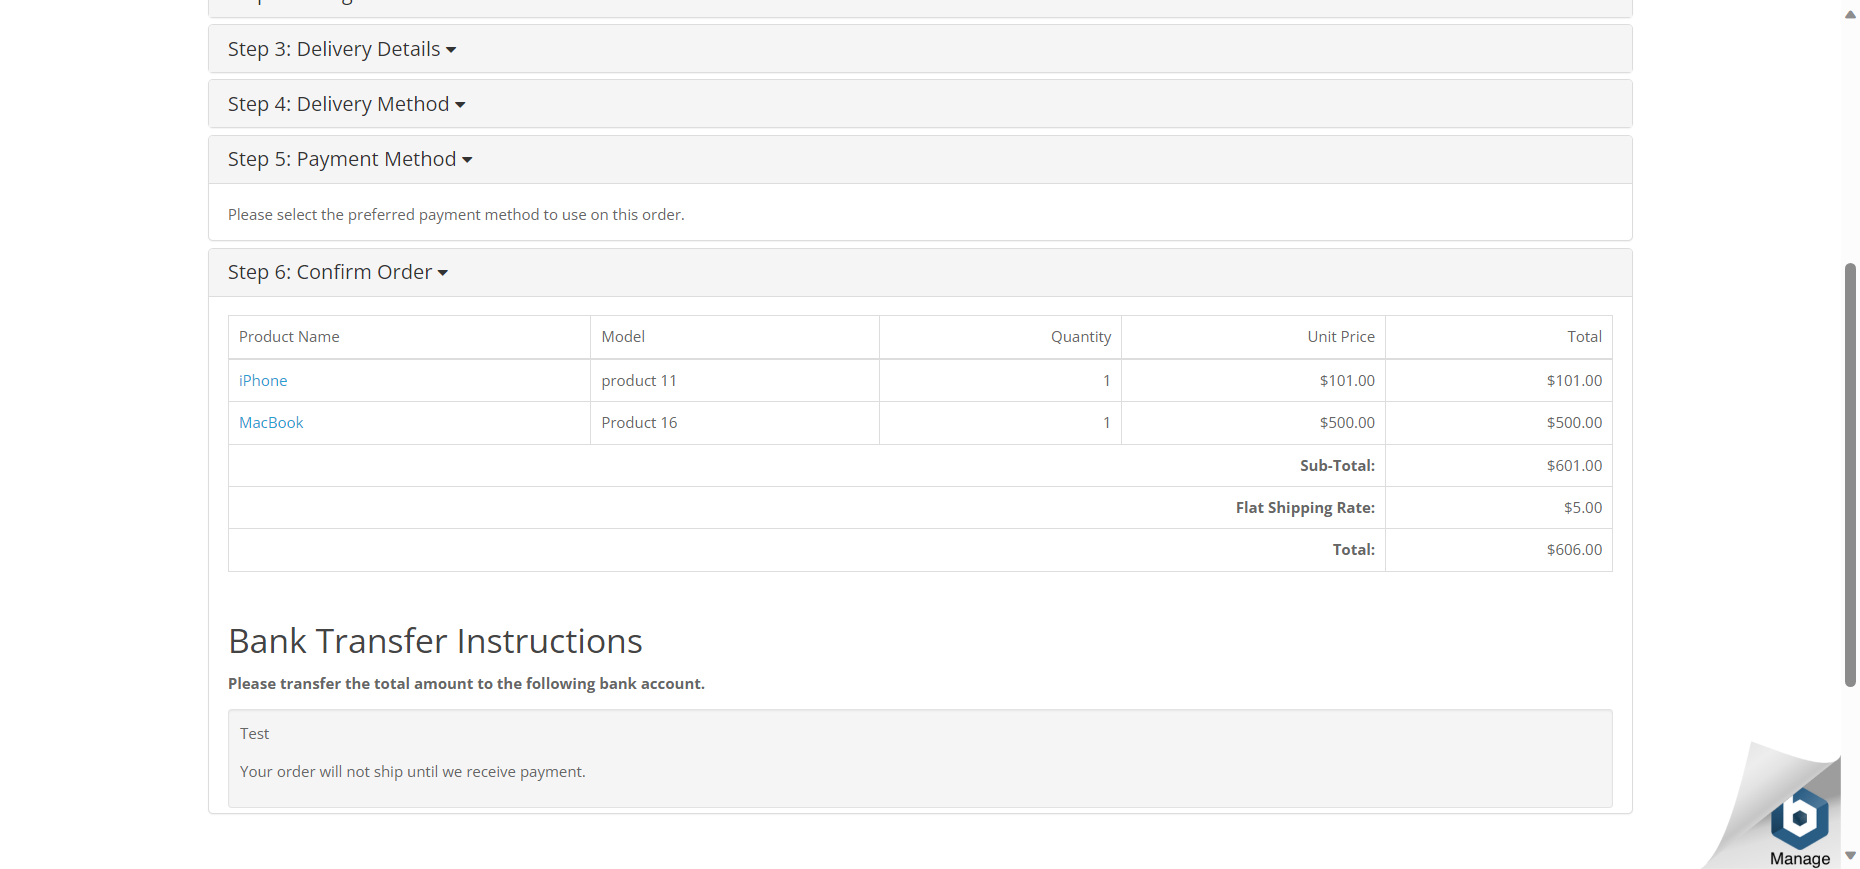 Step 3: Delivery Details
Step 4: Delivery Method
Step 5: Payment Method
Please select the preferred payment method to use on this order.
Step 6: Confirm Order
Product Name Model Quantity Unit Price Total
iPhone product 11 1 $101.00 $101.00
MacBook Product 16 1 $500.00 $500.00
Sub-Total: $601.00
Flat Shipping Rate: $5.00
Total: $606.00
Bank Transfer Instructions
Please transfer the total amount to the following bank account.
Test
Your order will not ship until we receive payment.
Manage